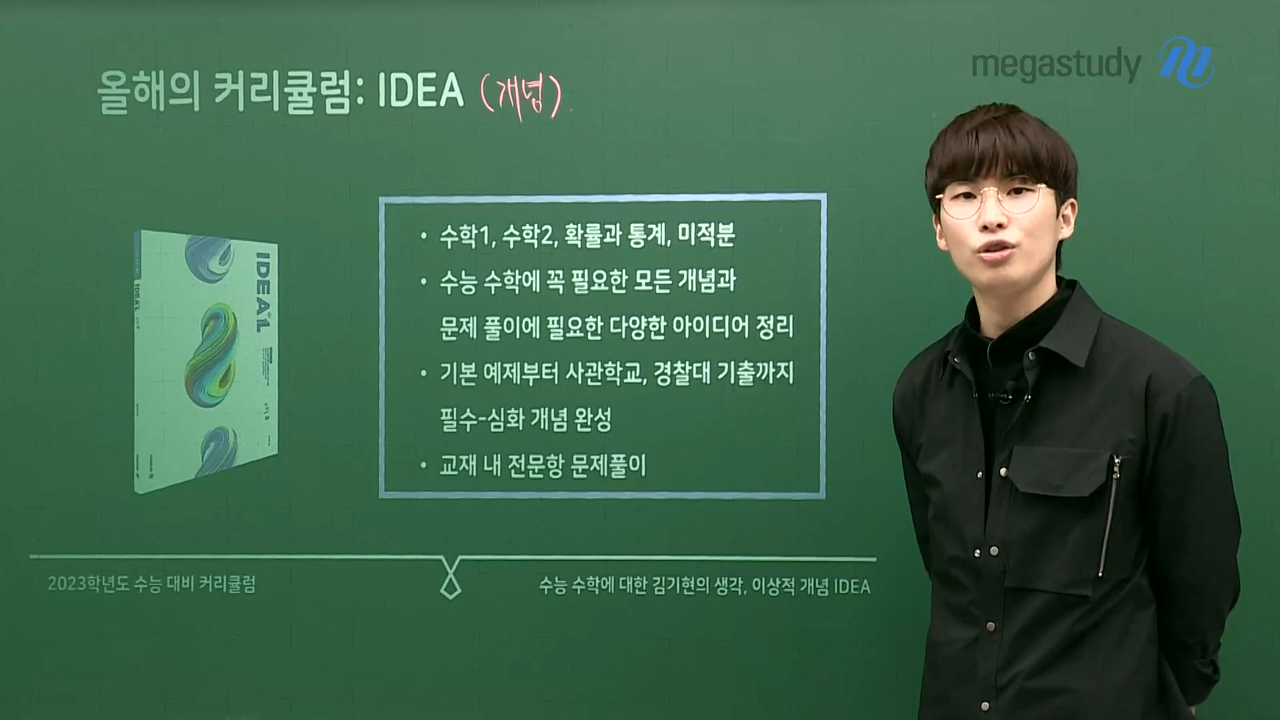 megastudy
올해의 커리큘럼: IDEA (개념)
• 수학1, 수학2, 확률과 통계, 미적분
• 수능 수학에 꼭 필요한 모든 개념과
문제 풀이에 필요한 다양한 아이디어 정리
• 기본 예제부터 사관학교, 경찰대 기출까지
필수-심화 개념 완성
• 교재 내 전문항 문제풀이
IDEA
2023학년도 수능 대비 커리큘럼
수능 수학에 대한 김기현의 생각, 이상적 개념 IDEA